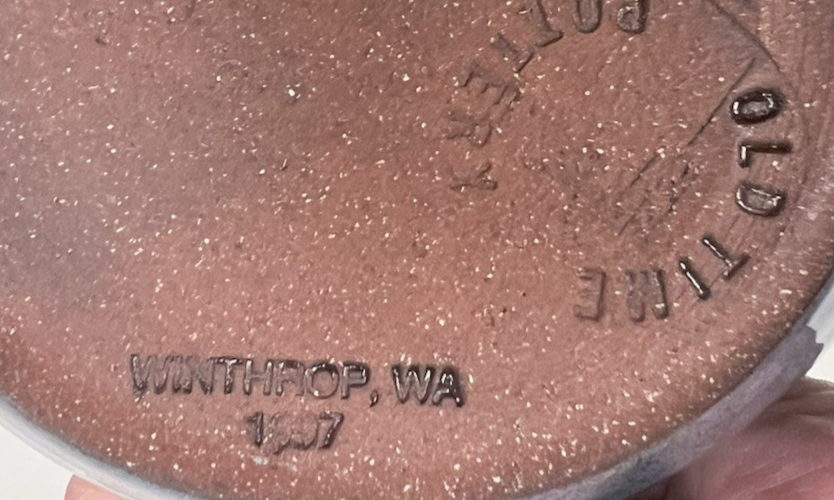 OLD TIME
POTTERY
WINTHROP, WA